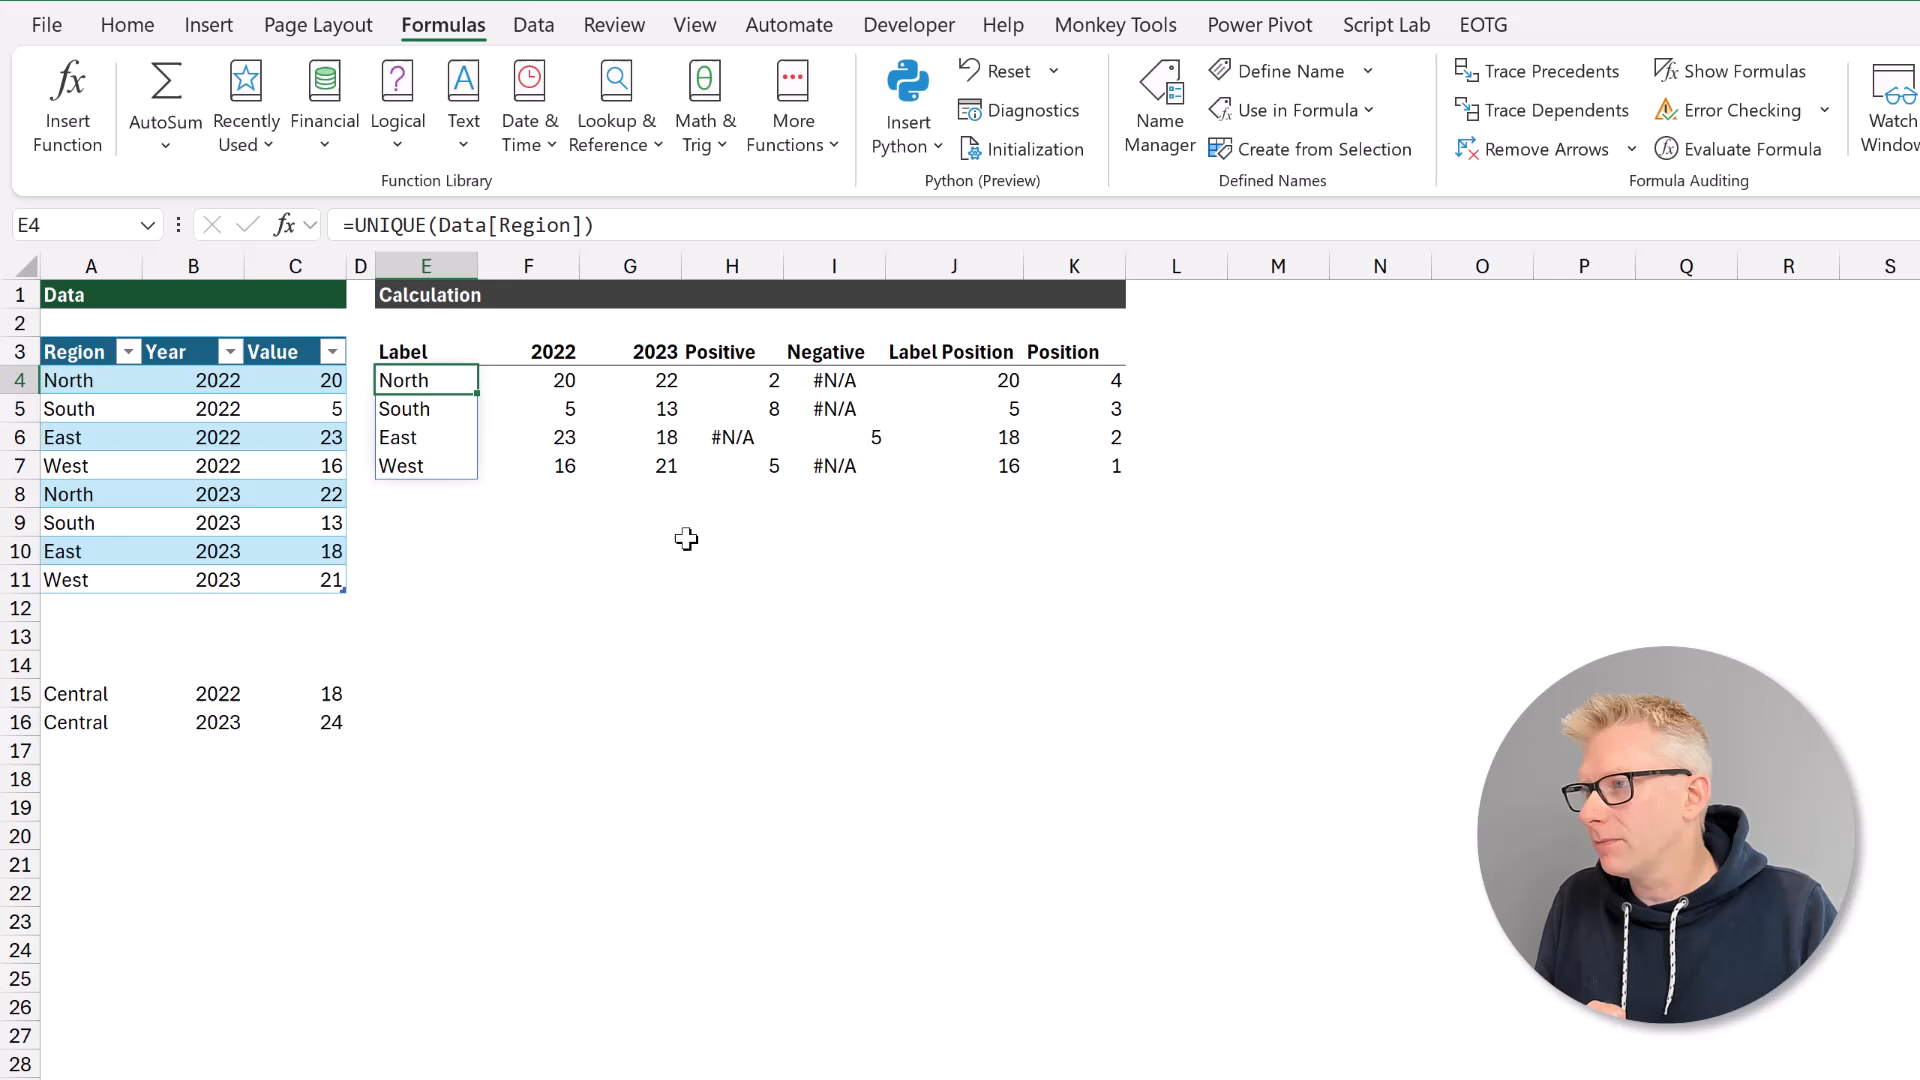 File Home Insert Page Layout Formulas Data Review View Automate Developer Help Monkey Tools Power Pivot Script Lab EOTG
Insert Function
AutoSum
Recently Used
Financial
Logical
Text
Date & Time
Lookup & Reference
Math & Trig
More Functions
Function Library
Insert Python
Reset
Diagnostics
Initialization
Python (Preview)
Name Manager
Define Name
Use in Formula
Create from Selection
Defined Names
Trace Precedents
Trace Dependents
Remove Arrows
Show Formulas
Error Checking
Evaluate Formula
Formula Auditing
Watch
Window
E4 fx =UNIQUE(Data[Region])
A B C D E F G H I J K L M N O P Q R S
1 Data Calculation
2
3 Region Year Value Label 2022 2023 Positive Negative Label Position Position
4 North 2022 20 North 20 22 2 #N/A 20 4
5 South 2022 5 South 5 13 8 #N/A 5 3
6 East 2022 23 East 23 18 #N/A 5 18 2
7 West 2022 16 West 16 21 5 #N/A 16 1
8 North 2023 22
9 South 2023 13
10 East 2023 18
11 West 2023 21
12
13
14
15 Central 2022 18
16 Central 2023 24
17
18
19
20
21
22
23
24
25
26
27
28